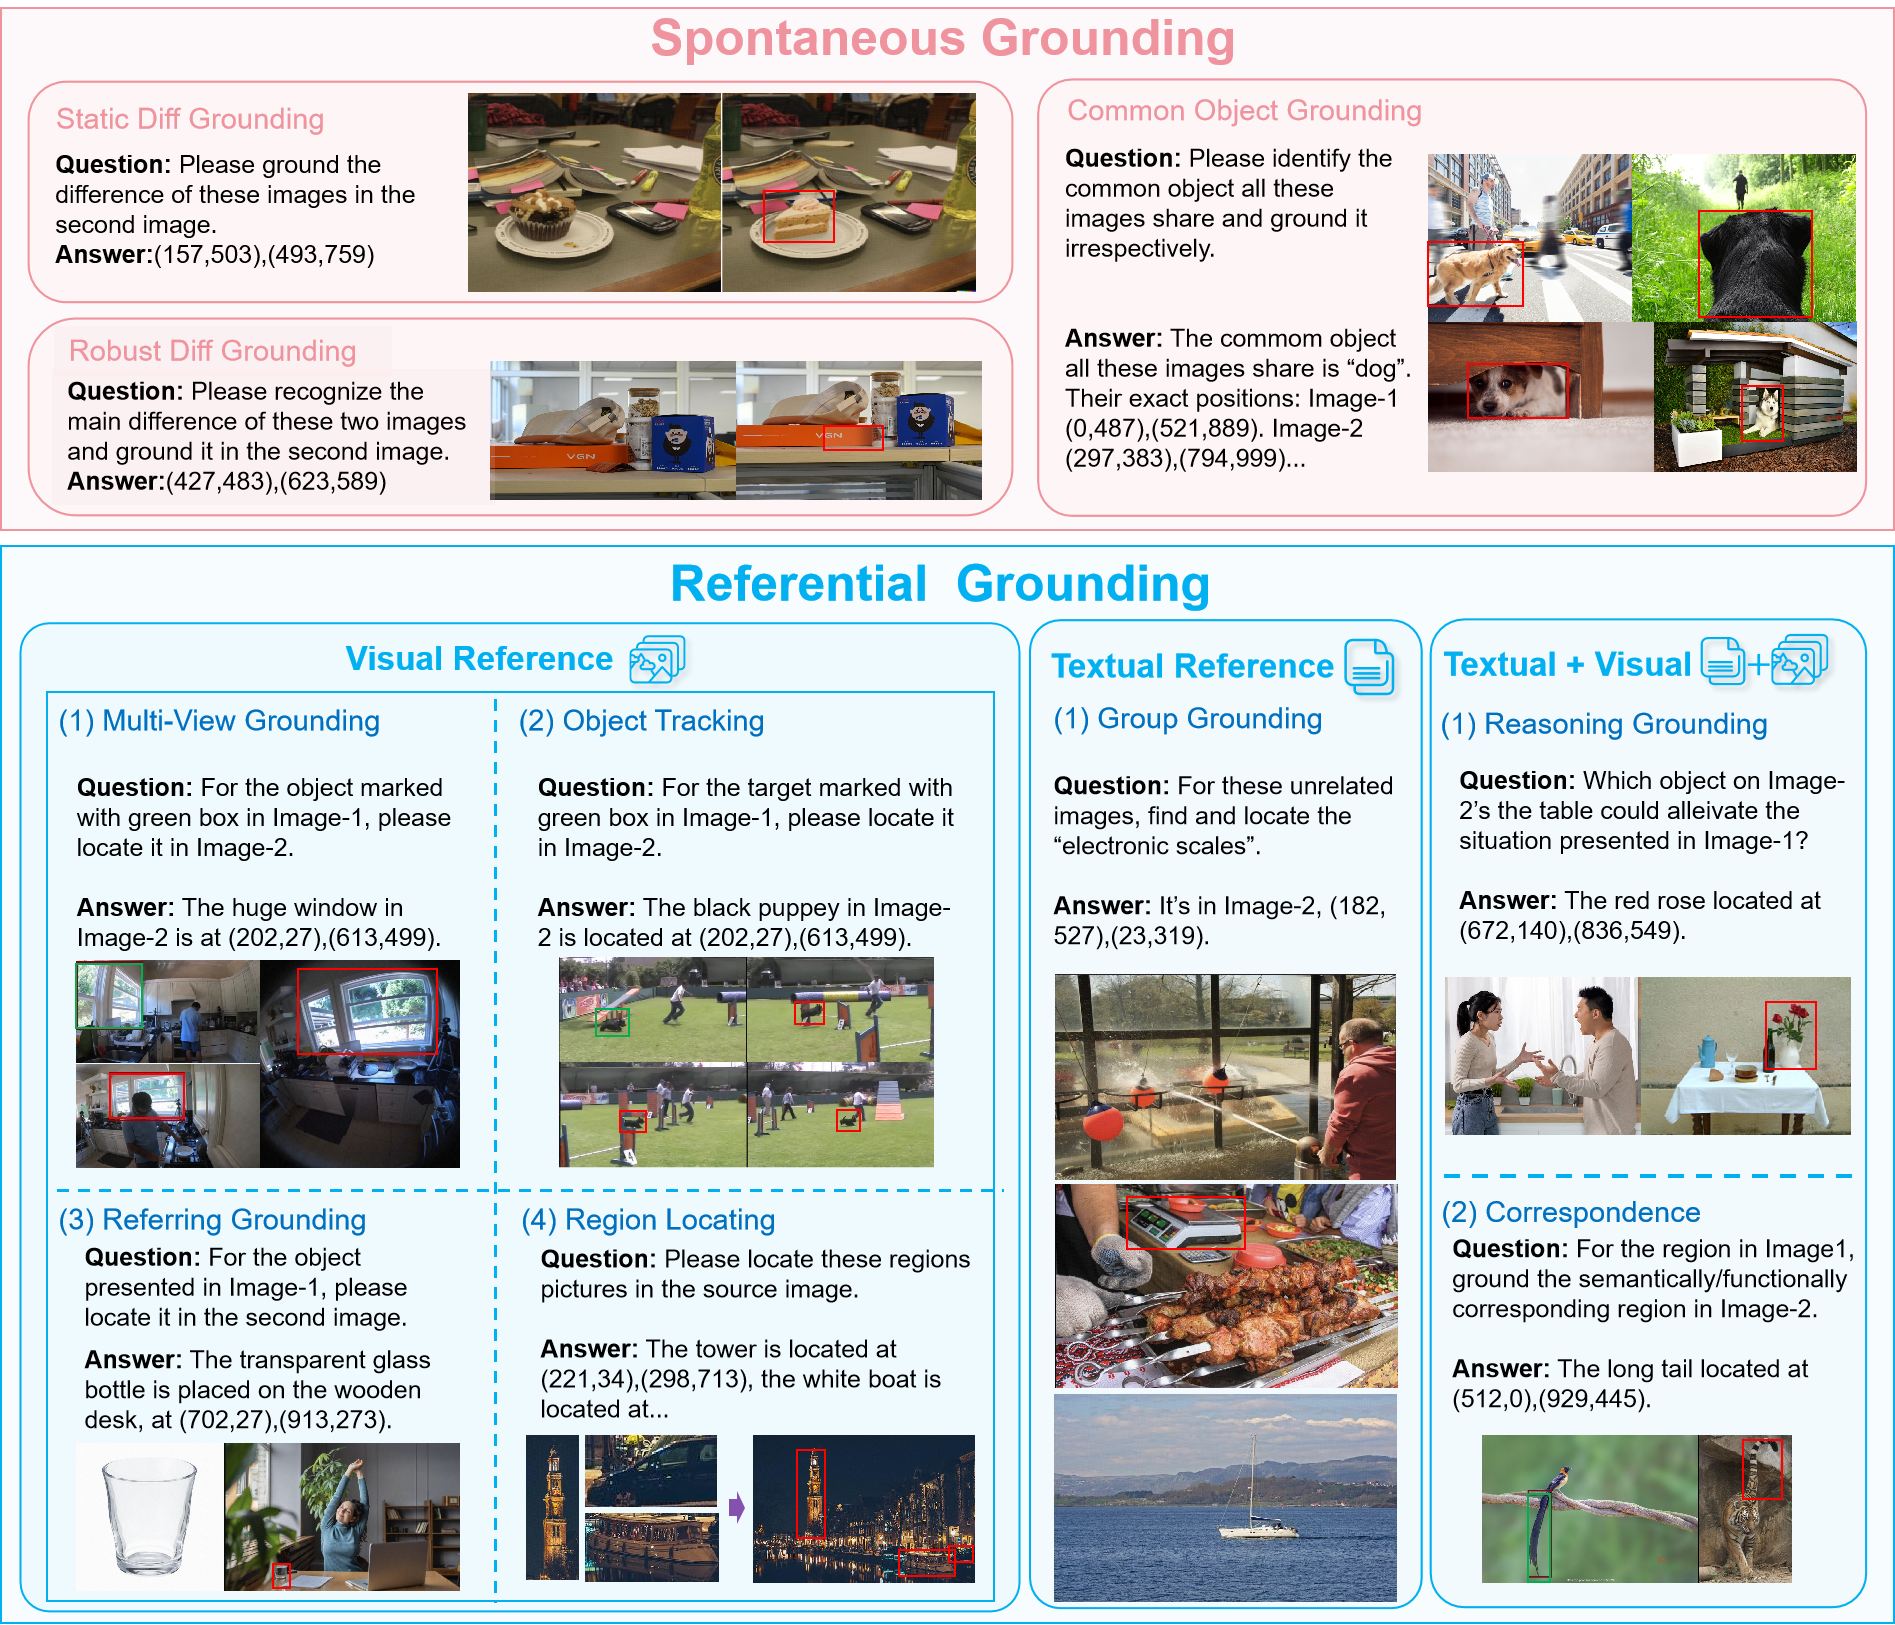 Spontaneous Grounding
Static Diff Grounding
Question: Please ground the
difference of these images in the
second image.
Answer:(157,503),(493,759)
Robust Diff Grounding
Question: Please recognize the
main difference of these two images
and ground it in the second image.
Answer:(427,483),(623,589)
VGN
VGN
Common Object Grounding
Question: Please identify the
common object all these
images share and ground it
irrespectively.
Answer: The commom object
all these images share is “dog”.
Their exact positions: Image-1
(0,487),(521,889). Image-2
(297,383),(794,999)...
Referential Grounding
Visual Reference
(1) Multi-View Grounding
Question: For the object marked
with green box in Image-1, please
locate it in Image-2.
Answer: The huge window in
Image-2 is at (202,27),(613,499).
(2) Object Tracking
Question: For the target marked with
green box in Image-1, please locate it
in Image-2.
Answer: The black puppey in Image-
2 is located at (202,27),(613,499).
(3) Referring Grounding
Question: For the object
presented in Image-1, please
locate it in the second image.
Answer: The transparent glass
bottle is placed on the wooden
desk, at (702,27),(913,273).
(4) Region Locating
Question: Please locate these regions
pictures in the source image.
Answer: The tower is located at
(221,34),(298,713), the white boat is
located at...
Textual Reference
(1) Group Grounding
Question: For these unrelated
images, find and locate the
“electronic scales”.
Answer: It’s in Image-2, (182,
527),(23,319).
Textual + Visual
+
(1) Reasoning Grounding
Question: Which object on Image-
2’s the table could alleivate the
situation presented in Image-1?
Answer: The red rose located at
(672,140),(836,549).
(2) Correspondence
Question: For the region in Image1,
ground the semantically/functionally
corresponding region in Image-2.
Answer: The long tail located at
(512,0),(929,445).